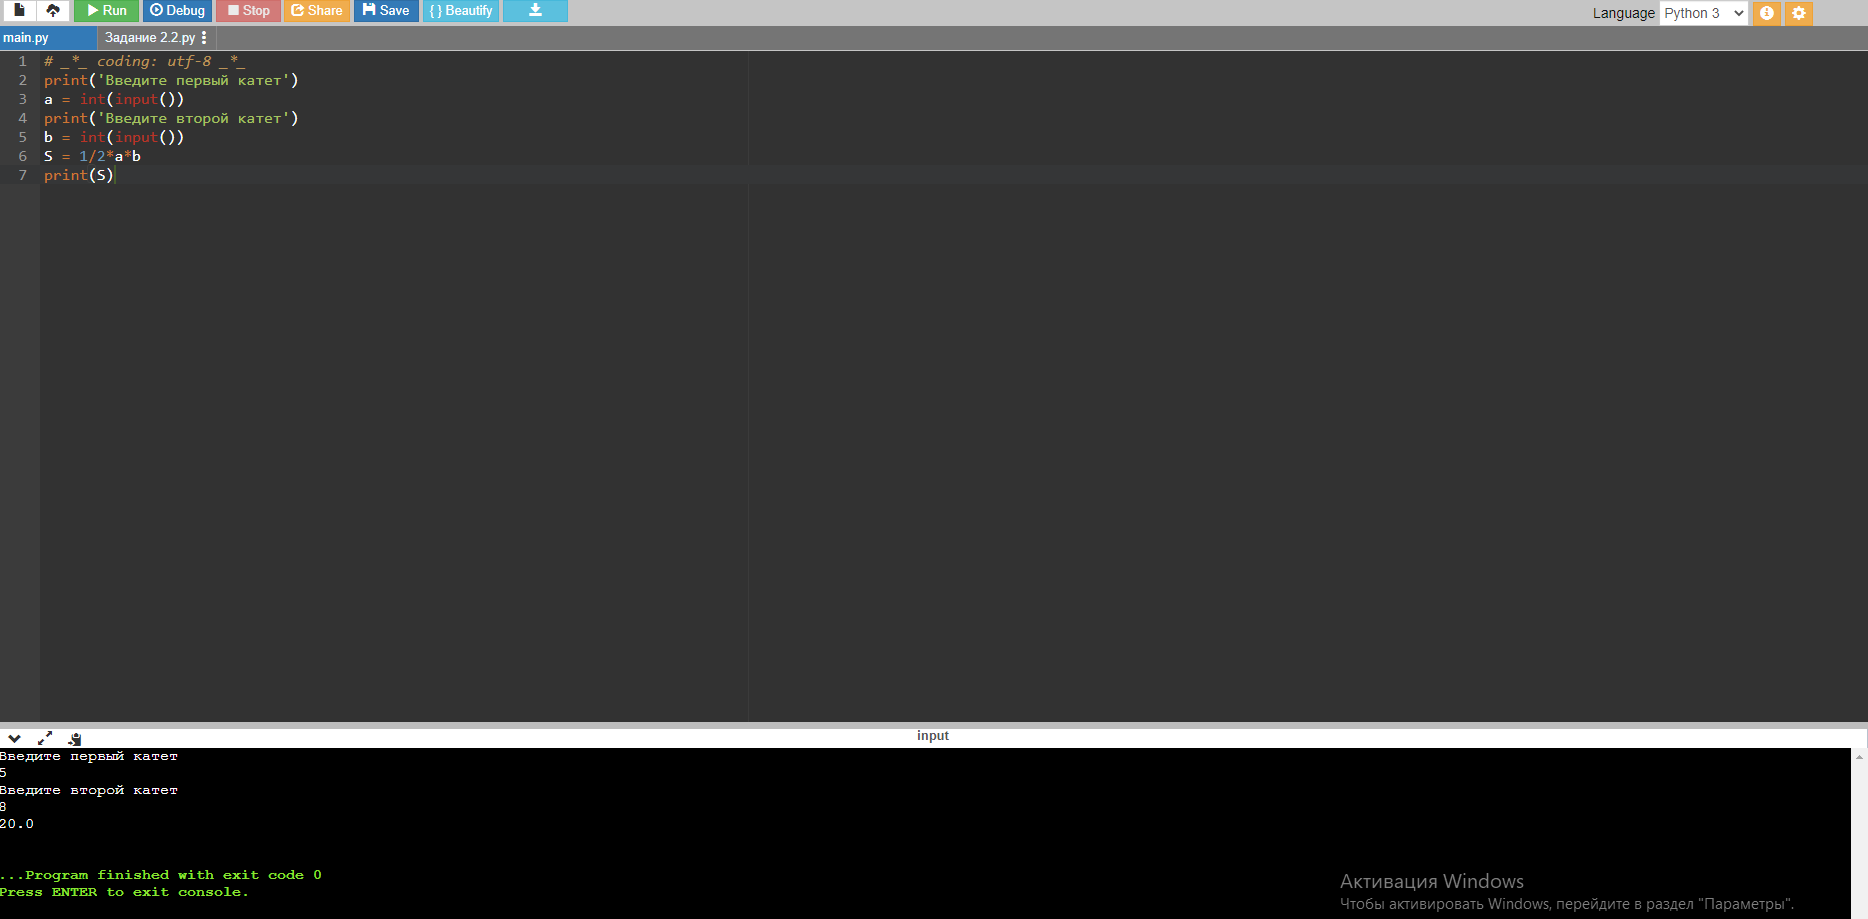 Run Debug Stop Share Save { } Beautify Language Python 3
main.py Задание 2.2.py
1 # _*_ coding: utf-8 _*_
2 print('Введите первый катет')
3 a = int(input())
4 print('Введите второй катет')
5 b = int(input())
6 S = 1/2*a*b
7 print(S)
input
Введите первый катет
5
Введите второй катет
8
20.0
...Program finished with exit code 0
Press ENTER to exit console.
Активация Windows
Чтобы активировать Windows, перейдите в раздел "Параметры".